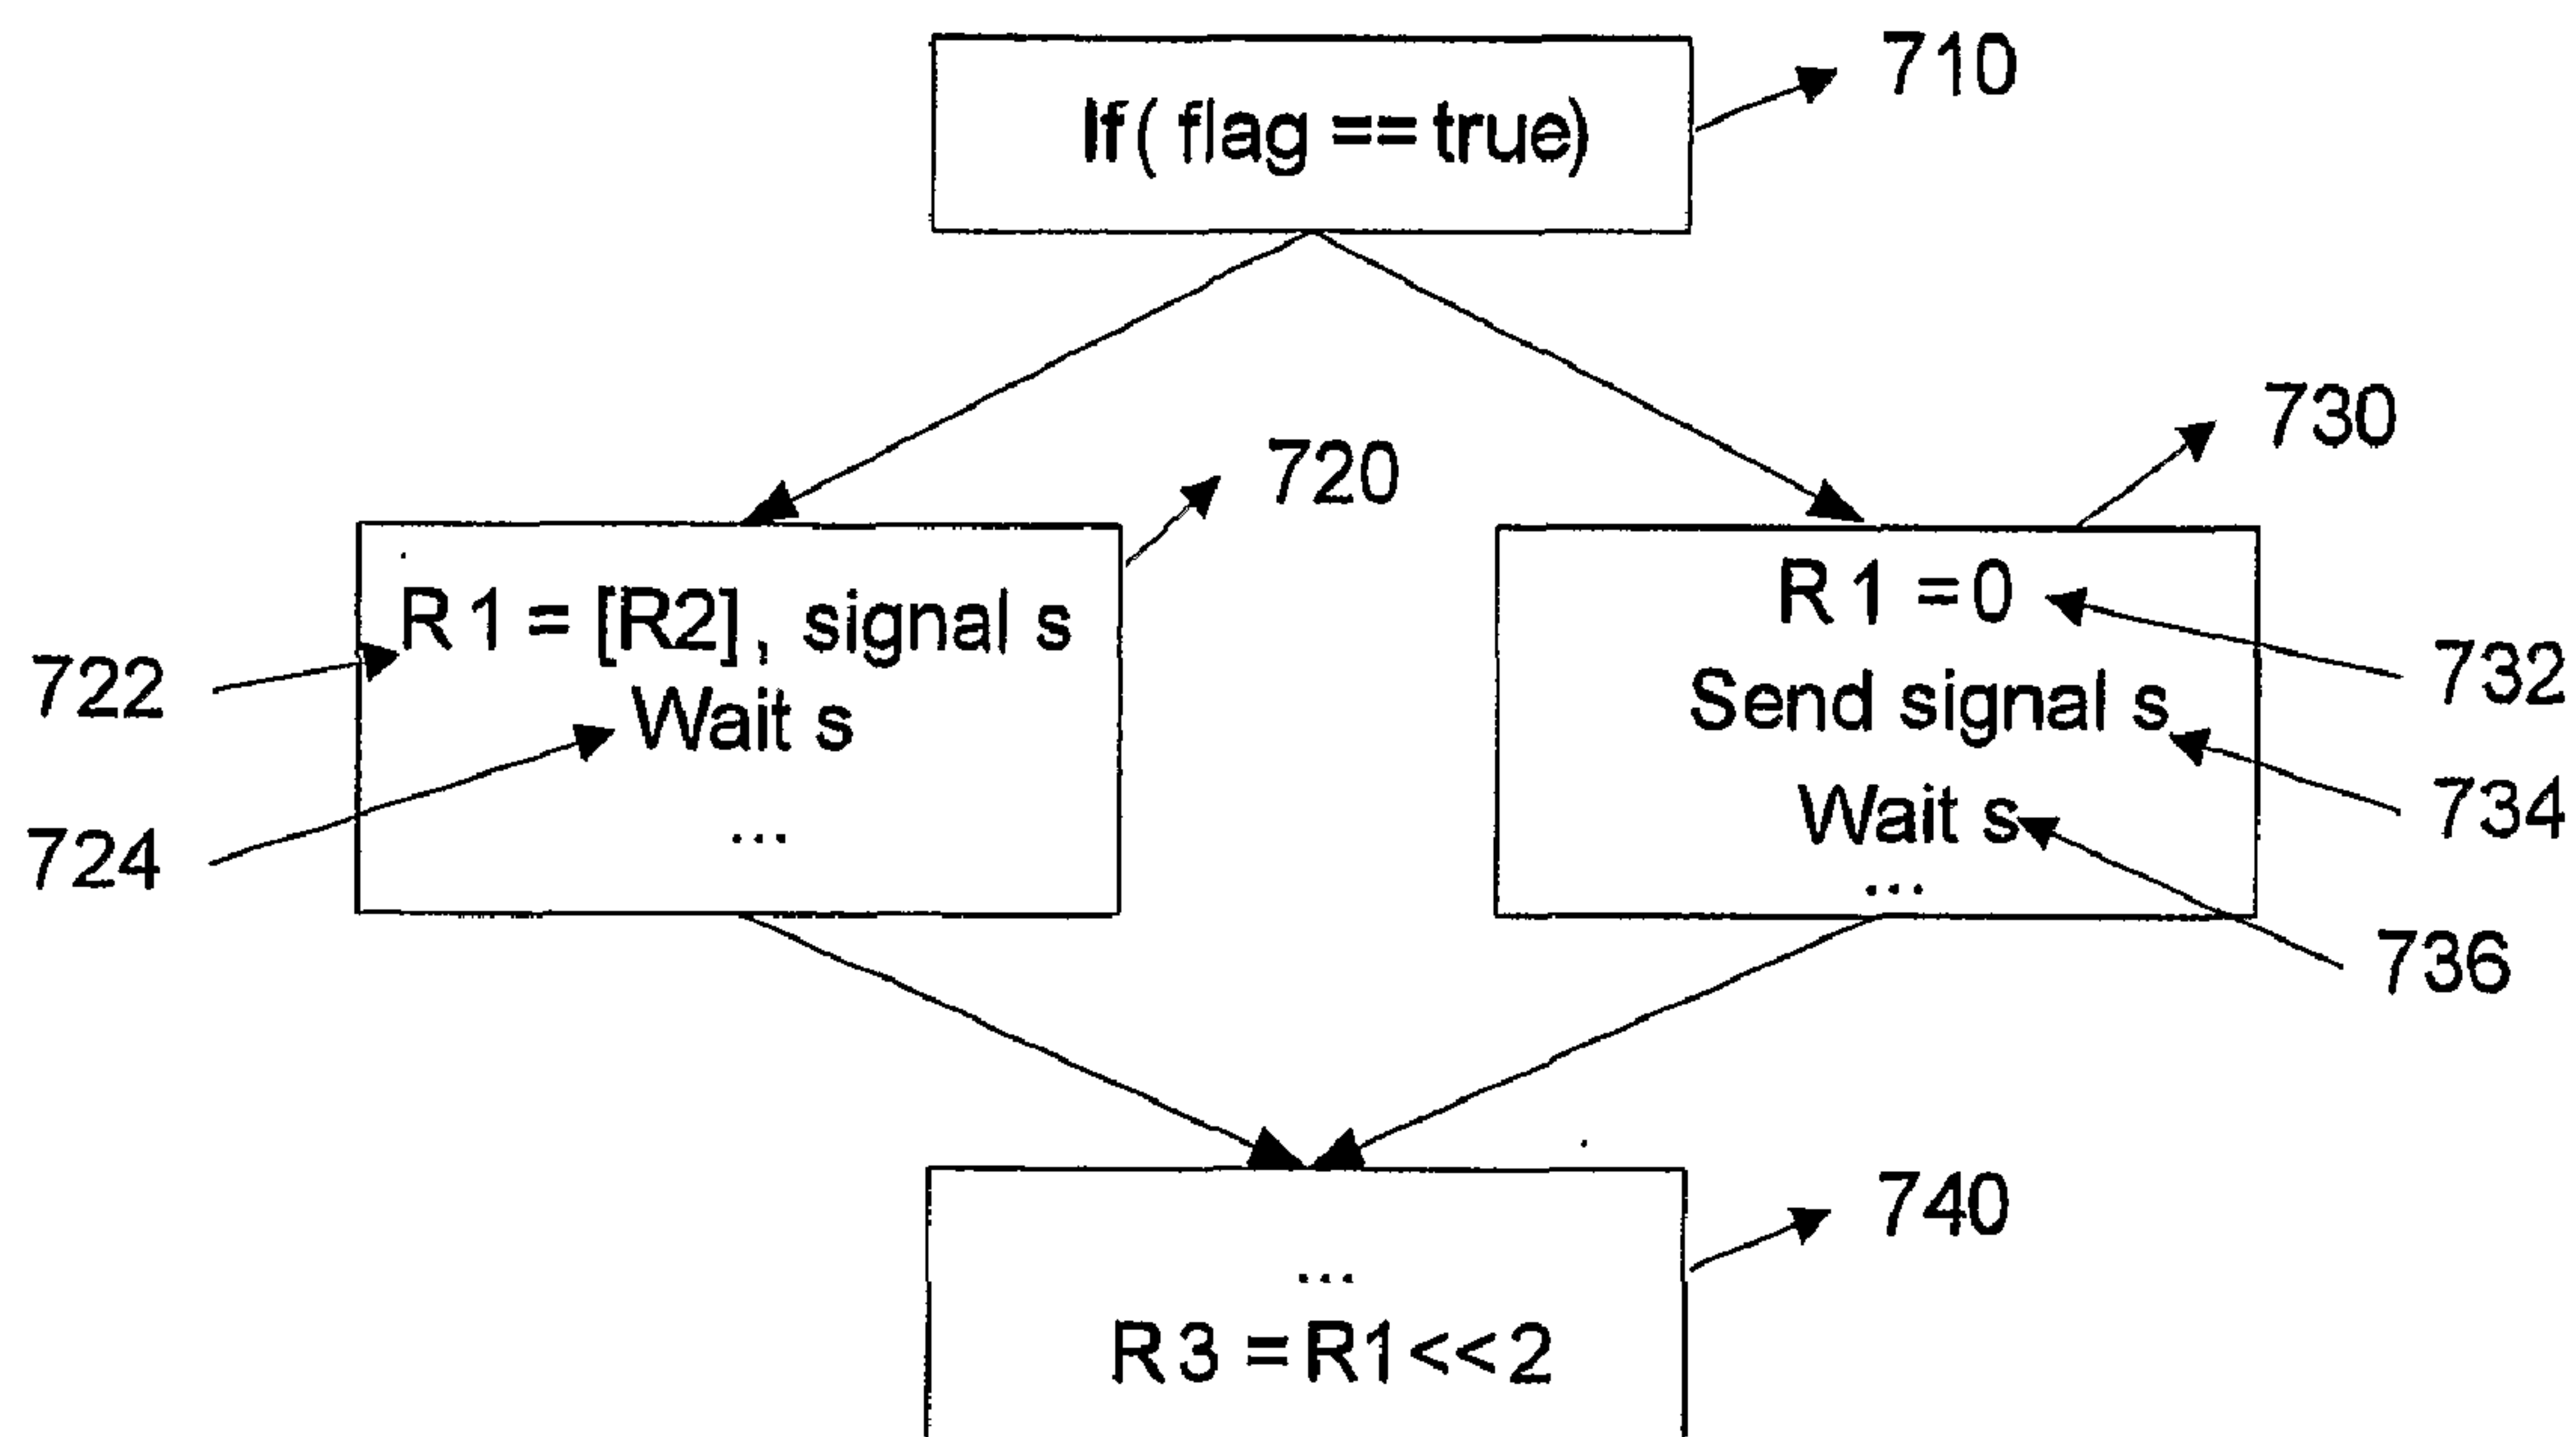 If( flag == true)
710
720
730
R1 = [R2], signal s
Wait s
...
722
724
R1 = 0
Send signal s
Wait s
...
732
734
736
...
R3 = R1<<2
740